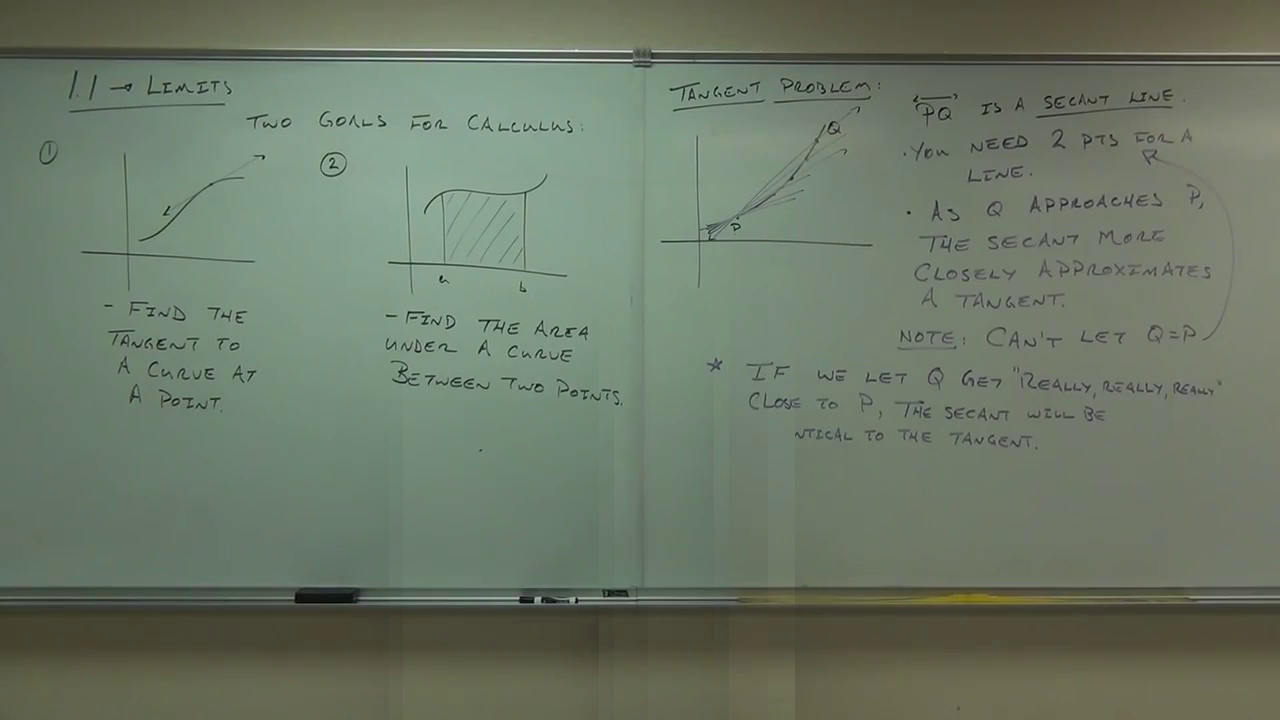 1.1 → LIMITS
TWO GOALS FOR CALCULUS:
①
②
a
b
- FIND THE
TANGENT TO
A CURVE AT
A POINT.
- FIND THE AREA
UNDER A CURVE
BETWEEN TWO POINTS.
TANGENT PROBLEM:
Q
P
PQ IS A SECANT LINE.
• YOU NEED 2 PTS FOR A
LINE.
• AS Q APPROACHES P,
THE SECANT MORE
CLOSELY APPROXIMATES
A TANGENT.
NOTE: CAN'T LET Q=P
* IF WE LET Q GET "REALLY, REALLY, REALLY"
CLOSE TO P, THE SECANT WILL BE
NTICAL TO THE TANGENT.